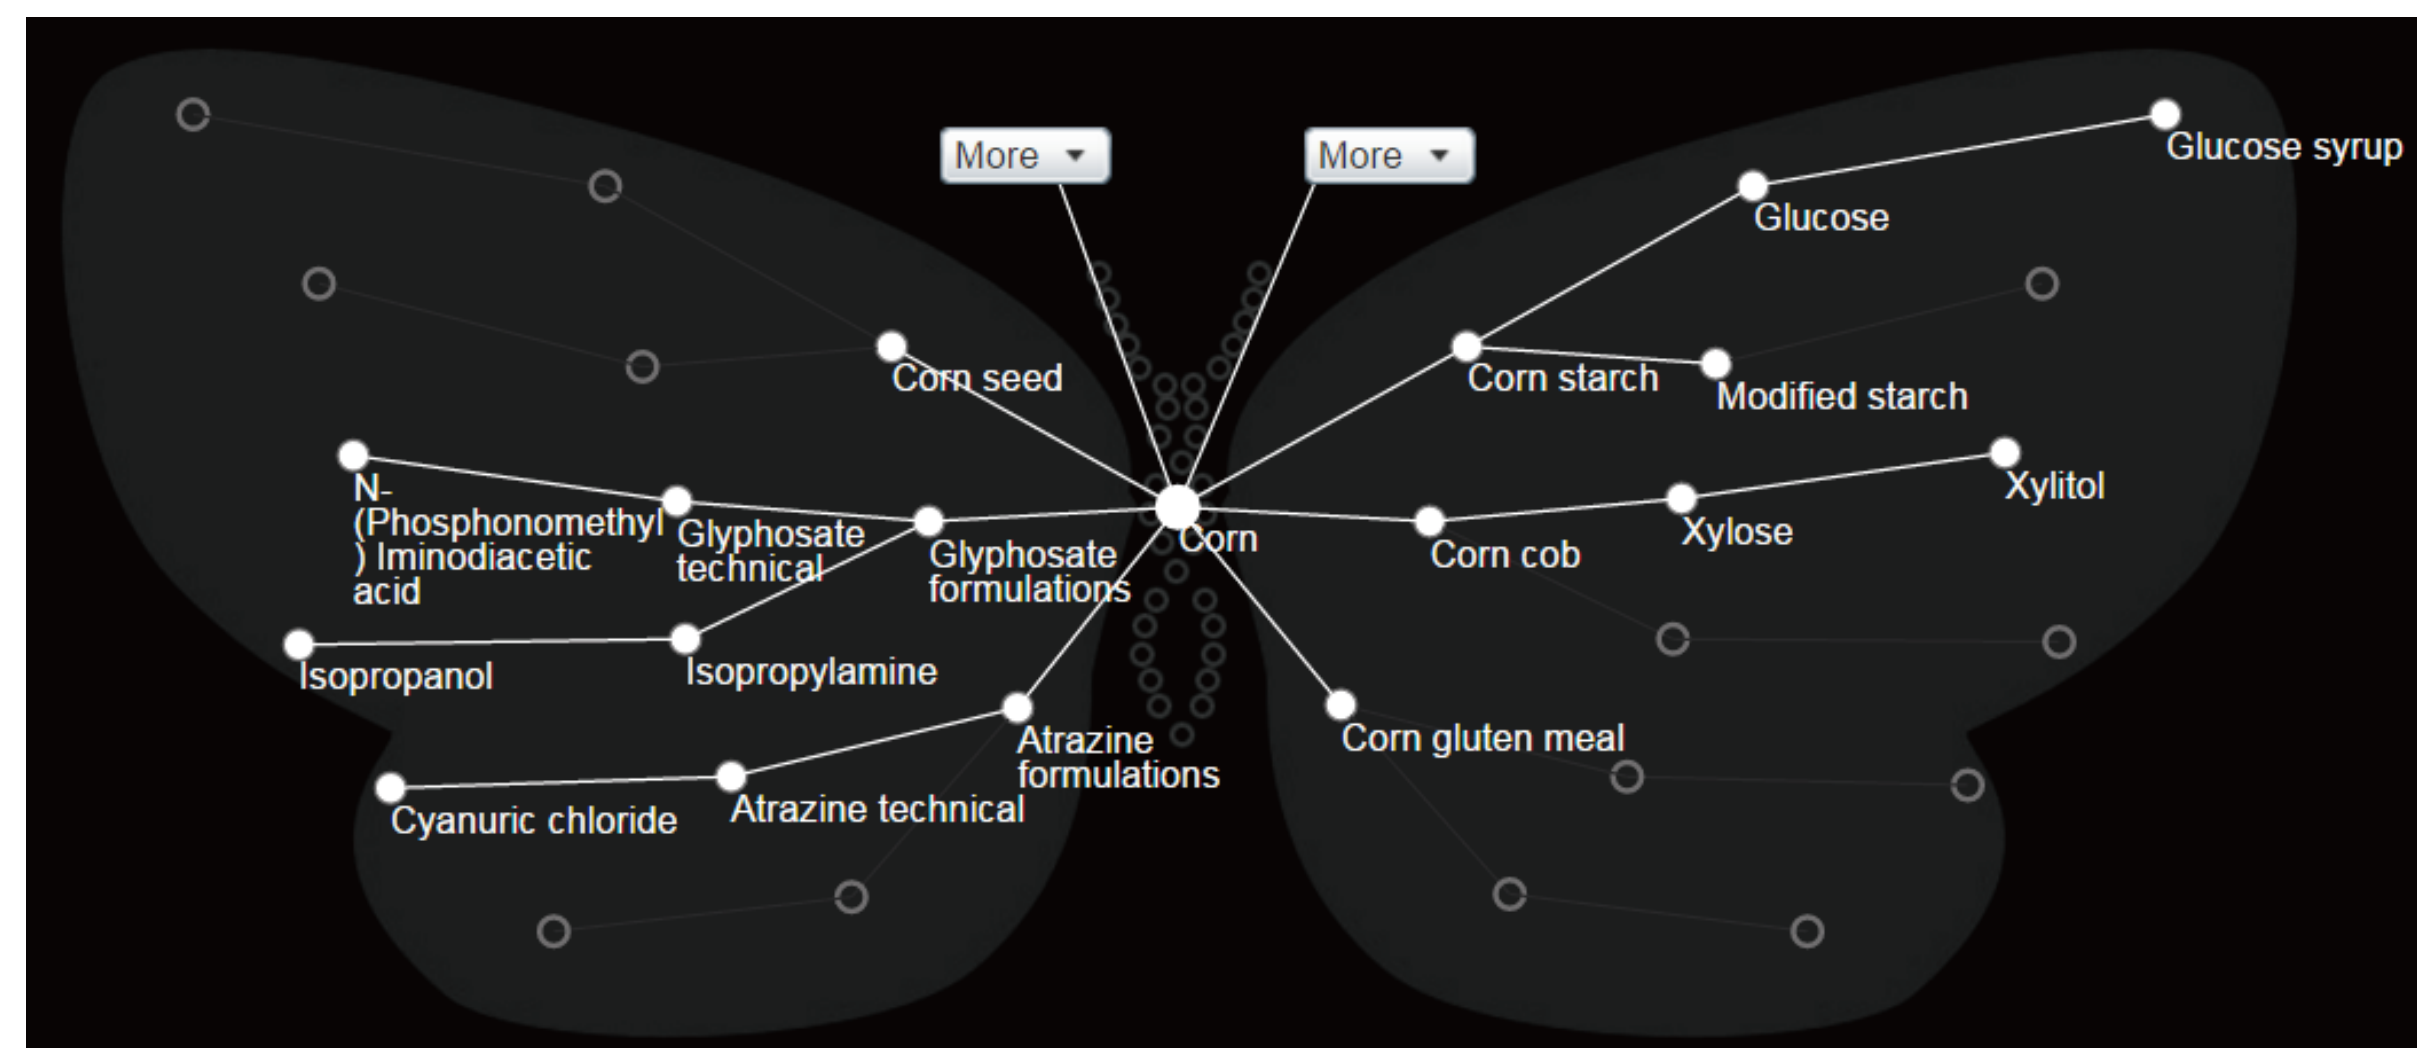 More
More
Glucose syrup
Glucose
Corn seed
Corn starch
Modified starch
N-
(Phosphonomethyl
) Iminodiacetic
acid
Glyphosate
technical
Glyphosate
formulations
Corn
Corn cob
Xylose
Xylitol
Isopropanol
Isopropylamine
Atrazine
formulations
Corn gluten meal
Cyanuric chloride
Atrazine technical